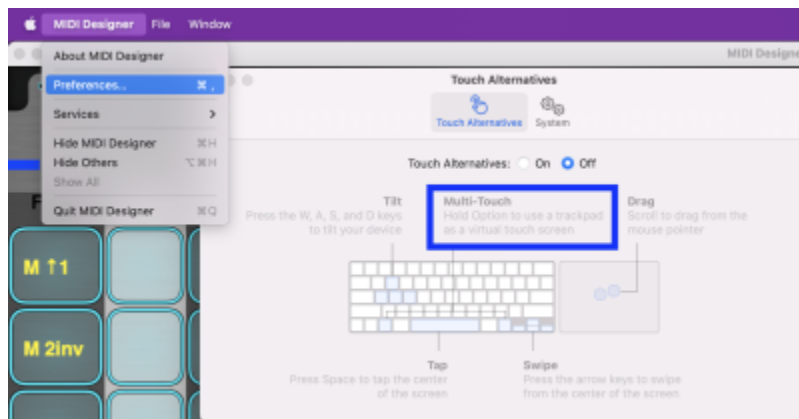 MIDI Designer File Window
MIDI Designe
About MIDI Designer
Preferences... ⌘ ,
Services >
Hide MIDI Designer ⌘H
Hide Others ⌥⌘H
Show All
Quit MIDI Designer ⌘Q
Touch Alternatives
Touch Alternatives System
Touch Alternatives: On Off
Tilt
Press the W, A, S, and D keys
to tilt your device
Multi-Touch
Hold Option to use a trackpad
as a virtual touch screen
Drag
Scroll to drag from the
mouse pointer
Tap
Press Space to tap the center
of the screen
Swipe
Press the arrow keys to swipe
from the center of the screen
F
M ↑1
M 2inv